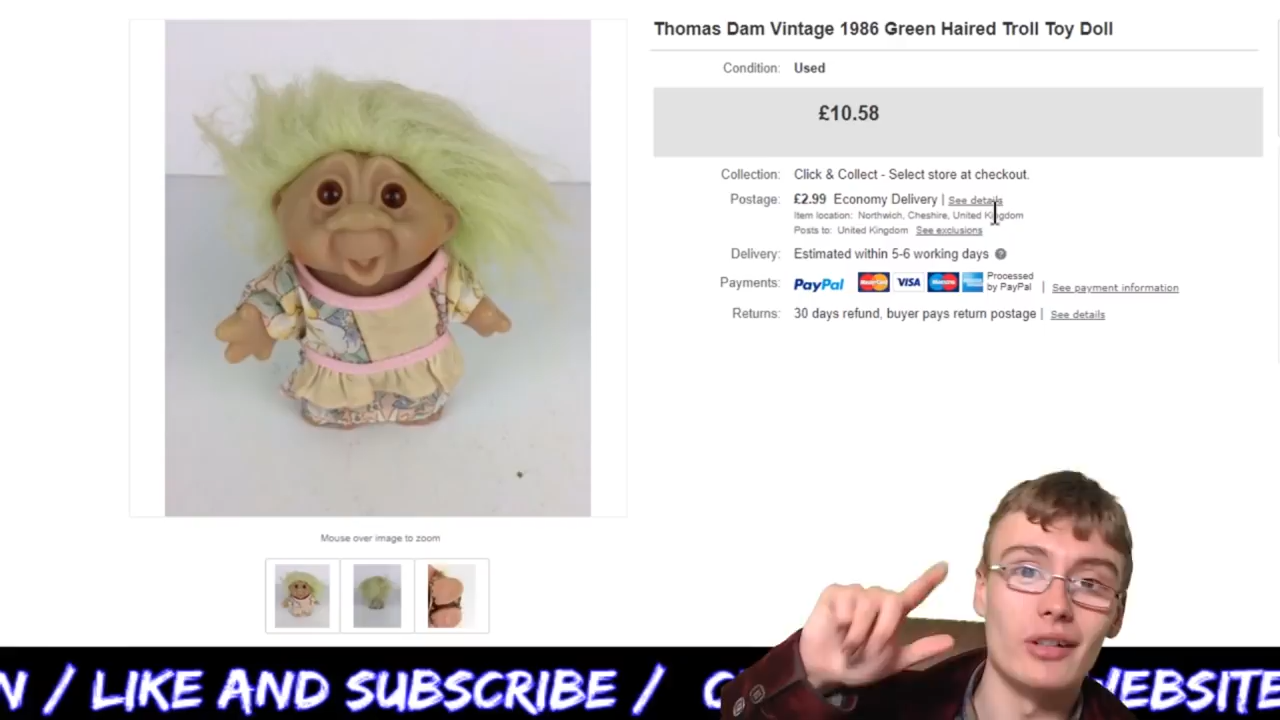 Thomas Dam Vintage 1986 Green Haired Troll Toy Doll
Condition: Used
£10.58
Collection: Click & Collect - Select store at checkout.
Postage: £2.99 Economy Delivery | See details
Item location: Northwich, Cheshire, United Kingdom
Posts to: United Kingdom See exclusions
Delivery: Estimated within 5-6 working days ?
Payments: PayPal MasterCard VISA Maestro Processed by PayPal | See payment information
Returns: 30 days refund, buyer pays return postage | See details
Mouse over image to zoom
N / LIKE AND SUBSCRIBE / WEBSITE